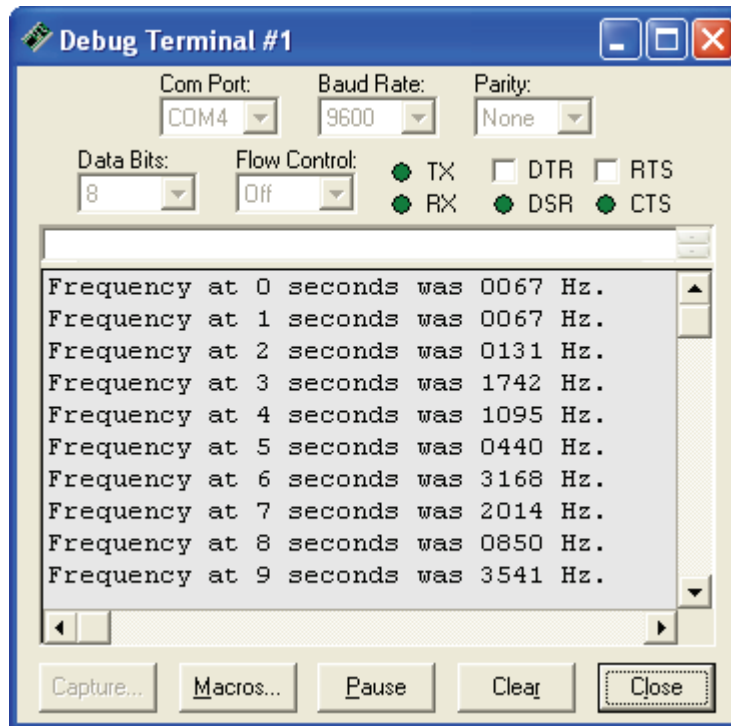 Debug Terminal #1
Com Port: Baud Rate: Parity:
COM4 9600 None
Data Bits: Flow Control: TX DTR RTS
8 Off RX DSR CTS
Frequency at 0 seconds was 0067 Hz.
Frequency at 1 seconds was 0067 Hz.
Frequency at 2 seconds was 0131 Hz.
Frequency at 3 seconds was 1742 Hz.
Frequency at 4 seconds was 1095 Hz.
Frequency at 5 seconds was 0440 Hz.
Frequency at 6 seconds was 3168 Hz.
Frequency at 7 seconds was 2014 Hz.
Frequency at 8 seconds was 0850 Hz.
Frequency at 9 seconds was 3541 Hz.
Capture... Macros... Pause Clear Close